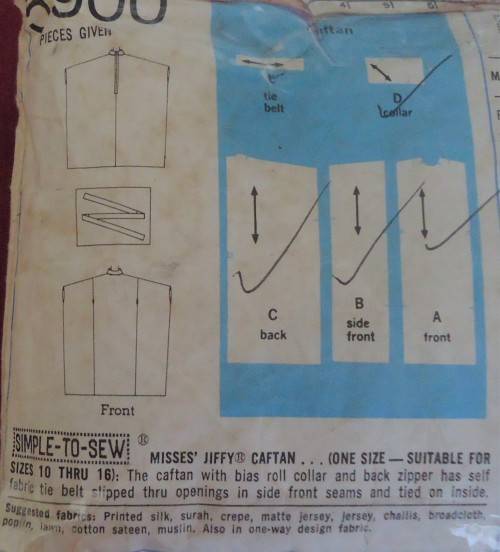 PIECES GIVEN
tie
belt
D
collar
C
back
B
side
front
A
front
Front
SIMPLE-TO-SEW ®
MISSES' JIFFY® CAFTAN . . . (ONE SIZE — SUITABLE FOR
SIZES 10 THRU 16): The caftan with bias roll collar and back zipper has self
fabric tie belt slipped thru openings in side front seams and tied on inside.
Suggested fabrics: Printed silk, surah, crepe, matte jersey, jersey, challis, broadcloth,
poplin, lawn, cotton sateen, muslin. Also in one-way design fabric.